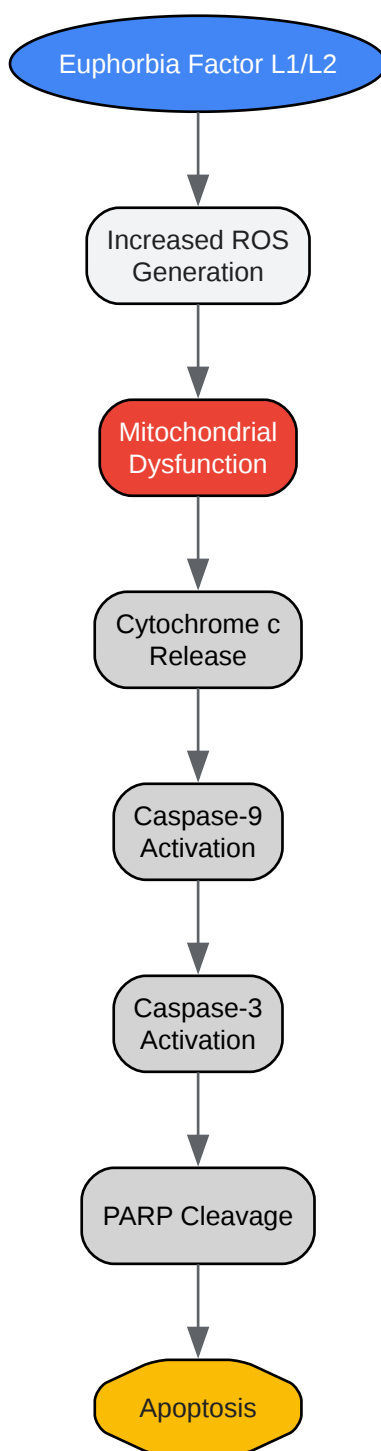 Euphorbia Factor L1/L2
Increased ROS
Generation
Mitochondrial
Dysfunction
Cytochrome c
Release
Caspase-9
Activation
Caspase-3
Activation
PARP Cleavage
Apoptosis